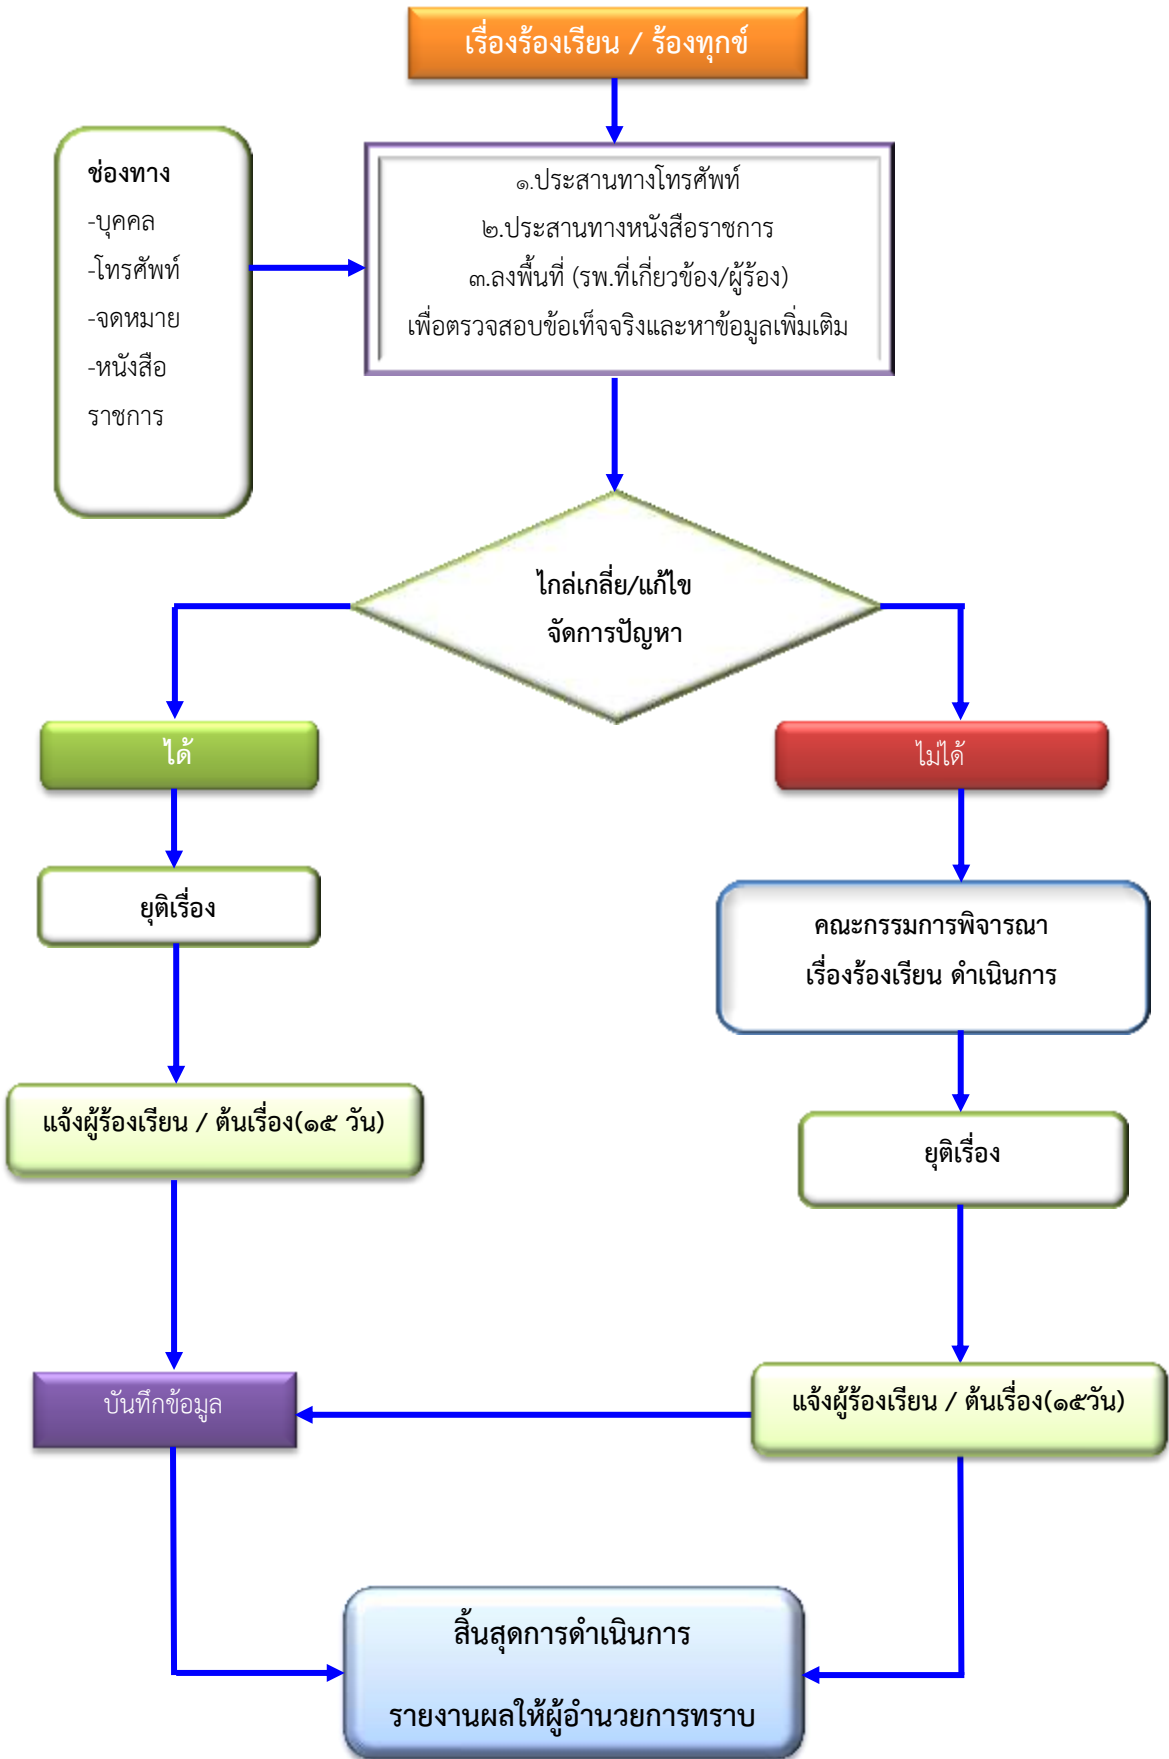 เรื่องร้องเรียน / ร้องทุกข์
ช่องทาง
-บุคคล
-โทรศัพท์
-จดหมาย
-หนังสือ
ราชการ
๑.ประสานทางโทรศัพท์
๒.ประสานทางหนังสือราชการ
๓.ลงพื้นที่ (รพ.ที่เกี่ยวข้อง/ผู้ร้อง)
เพื่อตรวจสอบข้อเท็จจริงและหาข้อมูลเพิ่มเติม
ไกล่เกลี่ย/แก้ไข
จัดการปัญหา
ได้
ไม่ได้
ยุติเรื่อง
คณะกรรมการพิจารณา
เรื่องร้องเรียน ดำเนินการ
แจ้งผู้ร้องเรียน / ต้นเรื่อง(๑๕ วัน)
ยุติเรื่อง
บันทึกข้อมูล
แจ้งผู้ร้องเรียน / ต้นเรื่อง(๑๕วัน)
สิ้นสุดการดำเนินการ
รายงานผลให้ผู้อำนวยการทราบ